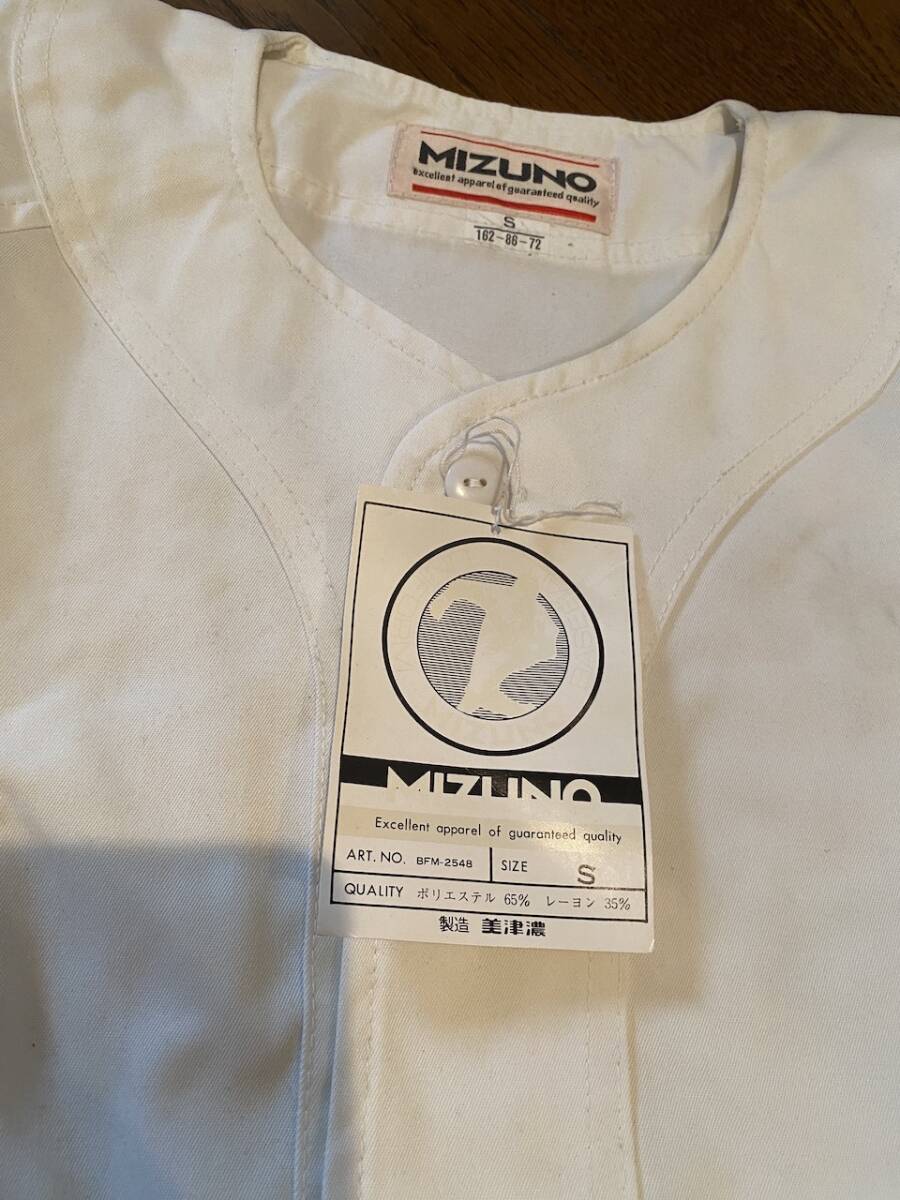 MIZUNO
excellent apparel of guaranteed quality
S
162-86-72
MIZUNO
Excellent apparel of guaranteed quality
ART. NO. BFM-2548 SIZE S
QUALITY ポリエステル 65% レーヨン 35%
製造 美津濃